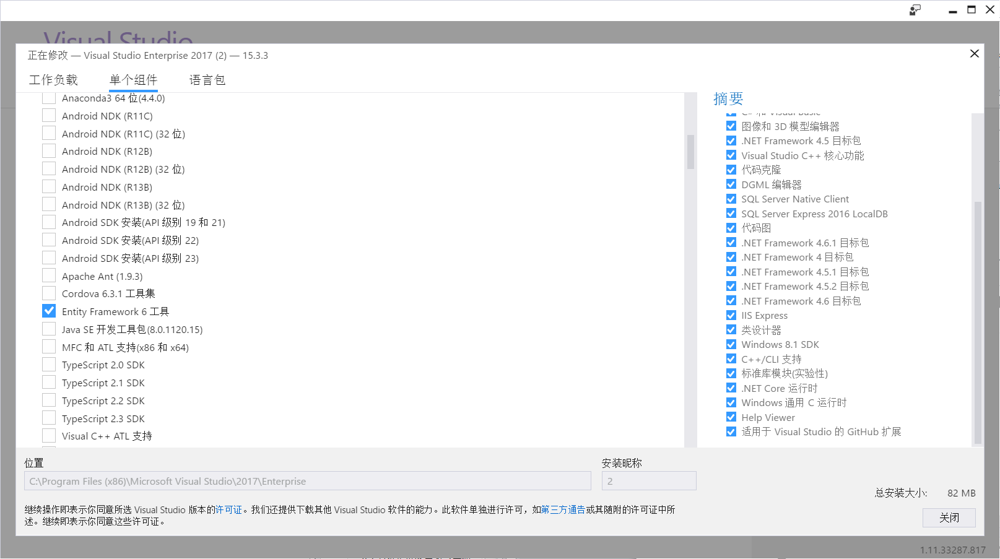 Visual Studio
正在修改 — Visual Studio Enterprise 2017 (2) — 15.3.3
工作负载 单个组件 语言包
Anaconda3 64 位(4.4.0)
Android NDK (R11C)
Android NDK (R11C) (32 位)
Android NDK (R12B)
Android NDK (R12B) (32 位)
Android NDK (R13B)
Android NDK (R13B) (32 位)
Android SDK 安装(API 级别 19 和 21)
Android SDK 安装(API 级别 22)
Android SDK 安装(API 级别 23)
Apache Ant (1.9.3)
Cordova 6.3.1 工具集
Entity Framework 6 工具
Java SE 开发工具包(8.0.1120.15)
MFC 和 ATL 支持(x86 和 x64)
TypeScript 2.0 SDK
TypeScript 2.1 SDK
TypeScript 2.2 SDK
TypeScript 2.3 SDK
Visual C++ ATL 支持
摘要
C# 和 Visual Basic
图像和 3D 模型编辑器
.NET Framework 4.5 目标包
Visual Studio C++ 核心功能
代码克隆
DGML 编辑器
SQL Server Native Client
SQL Server Express 2016 LocalDB
代码图
.NET Framework 4.6.1 目标包
.NET Framework 4 目标包
.NET Framework 4.5.1 目标包
.NET Framework 4.5.2 目标包
.NET Framework 4.6 目标包
IIS Express
类设计器
Windows 8.1 SDK
C++/CLI 支持
标准库模块(实验性)
.NET Core 运行时
Windows 通用 C 运行时
Help Viewer
适用于 Visual Studio 的 GitHub 扩展
位置
C:\Program Files (x86)\Microsoft Visual Studio\2017\Enterprise
安装昵称
2
继续操作即表示你同意所选 Visual Studio 版本的许可证。我们还提供下载其他 Visual Studio 软件的能力。此软件单独进行许可，如第三方通告或其随附的许可证中所
述。继续即表示你同意这些许可证。
总安装大小: 82 MB
关闭
1.11.33287.817